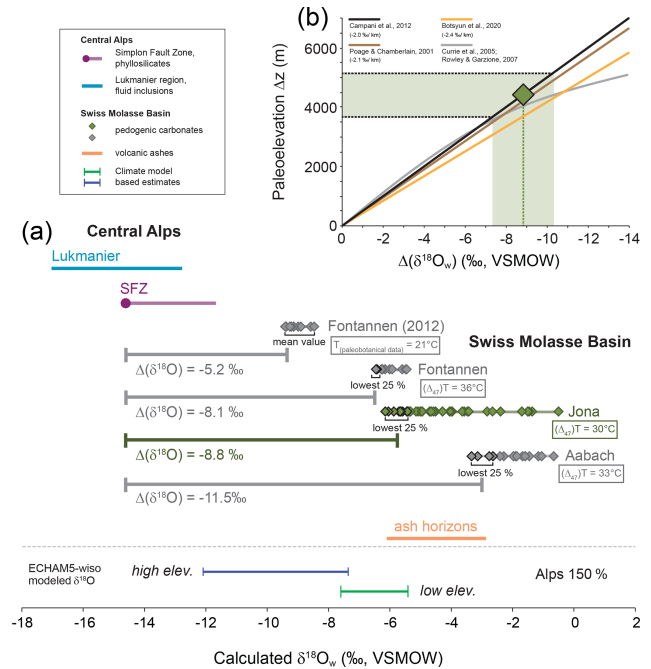 Central Alps
Simplon Fault Zone,
phyllosilicates
Lukmanier region,
fluid inclusions
Swiss Molasse Basin
pedogenic carbonates
volcanic ashes
Climate model
based estimates
(b)
Campani et al., 2012
(-2.0 ‰/ km)
Botsyun et al. 2020
(-2.4 ‰/ km)
Poage & Chamberlain, 2001
(-2.1 ‰/ km)
Currie et al., 2005;
Rowley & Garzione, 2007
Paleoelevation Δz (m)
6000
4000
2000
0
0 -2 -4 -6 -8 -10 -12 -14
Δ(δ¹⁸Ow) (‰, VSMOW)
(a)
Central Alps
Lukmanier
SFZ
Fontannen (2012)
mean value
T(paleobotanical data) = 21°C
Swiss Molasse Basin
Δ(δ¹⁸O) = -5.2 ‰
Fontannen
lowest 25 %
(Δ₄₇)T = 36°C
Δ(δ¹⁸O) = -8.1 ‰
Jona
lowest 25 %
(Δ₄₇)T = 30°C
Δ(δ¹⁸O) = -8.8 ‰
Aabach
lowest 25 %
(Δ₄₇)T = 33°C
Δ(δ¹⁸O) = -11.5‰
ash horizons
ECHAM5-wiso
modeled δ¹⁸O
high elev.
Alps 150 %
low elev.
-18 -16 -14 -12 -10 -8 -6 -4 -2 0 2
Calculated δ¹⁸Ow (‰, VSMOW)